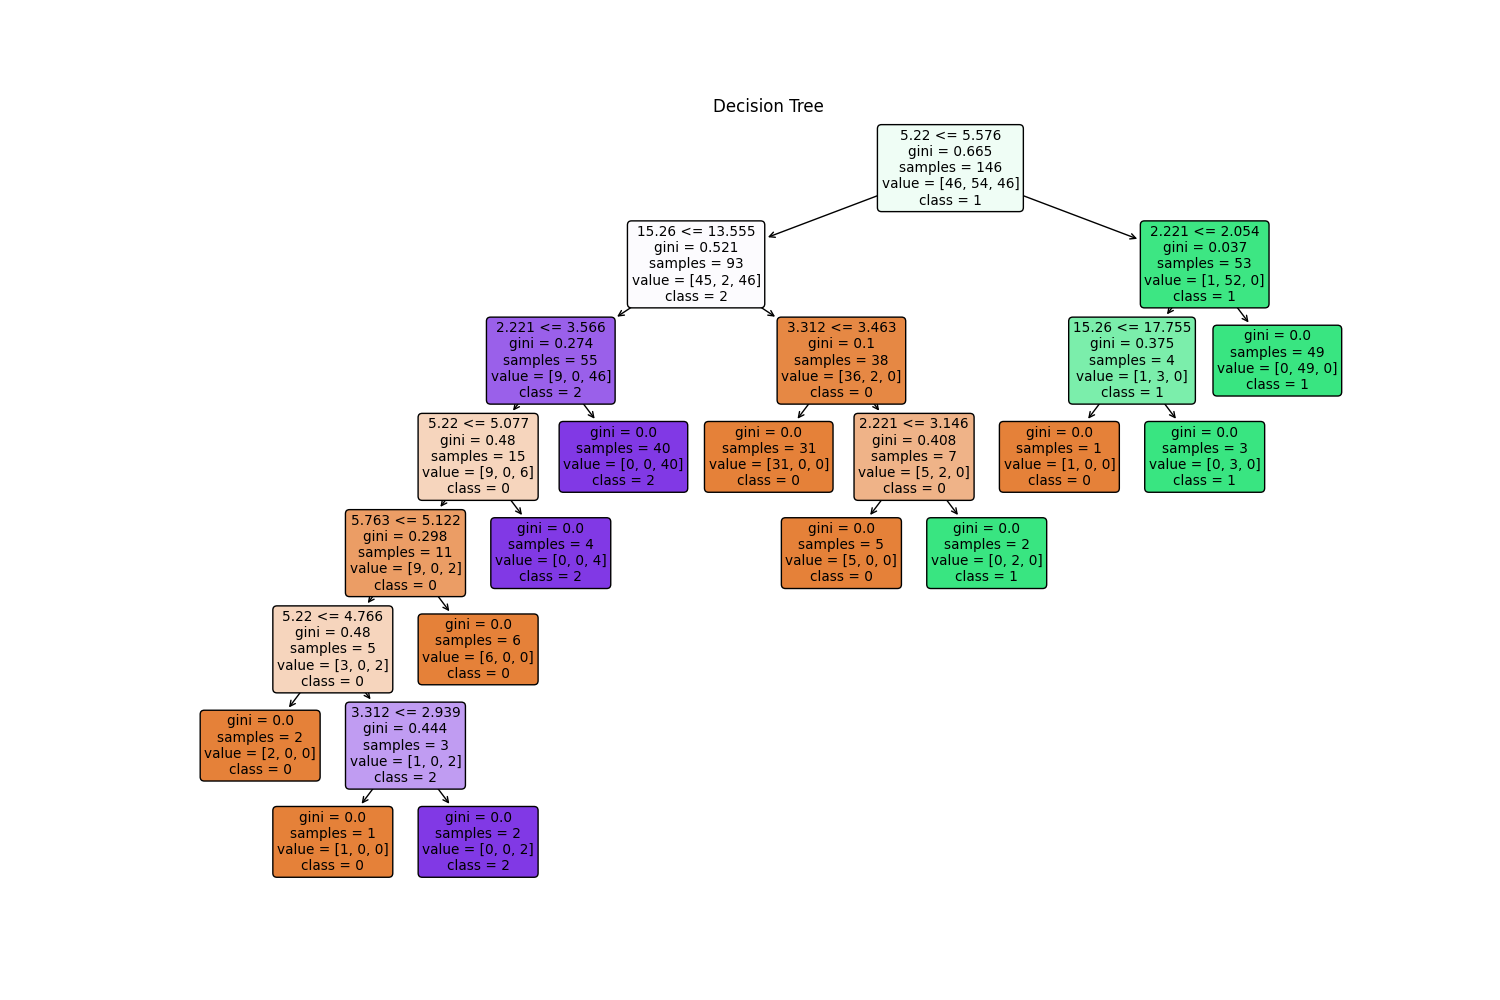 Decision Tree
5.22 <= 5.576
gini = 0.665
samples = 146
value = [46, 54, 46]
class = 1
15.26 <= 13.555
gini = 0.521
samples = 93
value = [45, 2, 46]
class = 2
2.221 <= 2.054
gini = 0.037
samples = 53
value = [1, 52, 0]
class = 1
2.221 <= 3.566
gini = 0.274
samples = 55
value = [9, 0, 46]
class = 2
3.312 <= 3.463
gini = 0.1
samples = 38
value = [36, 2, 0]
class = 0
15.26 <= 17.755
gini = 0.375
samples = 4
value = [1, 3, 0]
class = 1
gini = 0.0
samples = 49
value = [0, 49, 0]
class = 1
5.22 <= 5.077
gini = 0.48
samples = 15
value = [9, 0, 6]
class = 0
gini = 0.0
samples = 40
value = [0, 0, 40]
class = 2
gini = 0.0
samples = 31
value = [31, 0, 0]
class = 0
2.221 <= 3.146
gini = 0.408
samples = 7
value = [5, 2, 0]
class = 0
gini = 0.0
samples = 1
value = [1, 0, 0]
class = 0
gini = 0.0
samples = 3
value = [0, 3, 0]
class = 1
5.763 <= 5.122
gini = 0.298
samples = 11
value = [9, 0, 2]
class = 0
gini = 0.0
samples = 4
value = [0, 0, 4]
class = 2
gini = 0.0
samples = 5
value = [5, 0, 0]
class = 0
gini = 0.0
samples = 2
value = [0, 2, 0]
class = 1
5.22 <= 4.766
gini = 0.48
samples = 5
value = [3, 0, 2]
class = 0
gini = 0.0
samples = 6
value = [6, 0, 0]
class = 0
gini = 0.0
samples = 2
value = [2, 0, 0]
class = 0
3.312 <= 2.939
gini = 0.444
samples = 3
value = [1, 0, 2]
class = 2
gini = 0.0
samples = 1
value = [1, 0, 0]
class = 0
gini = 0.0
samples = 2
value = [0, 0, 2]
class = 2